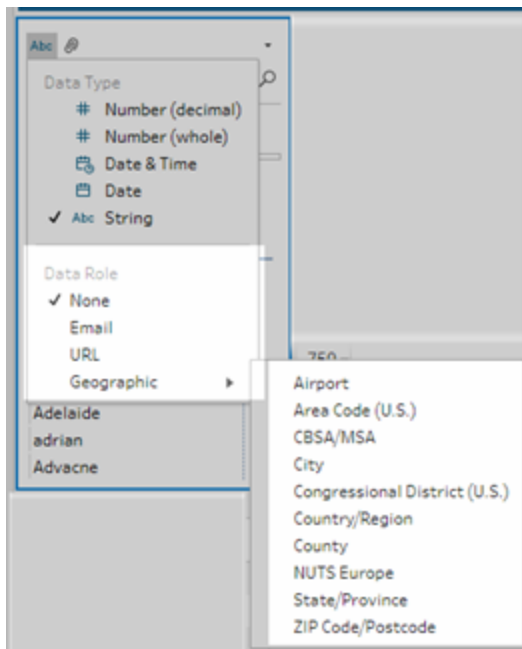 Abc
Data Type
# Number (decimal)
# Number (whole)
Date & Time
Date
✓ Abc String
Data Role
✓ None
Email
URL
Geographic
Adelaide
adrian
Advacne
Airport
Area Code (U.S.)
CBSA/MSA
City
Congressional District (U.S.)
Country/Region
County
NUTS Europe
State/Province
ZIP Code/Postcode